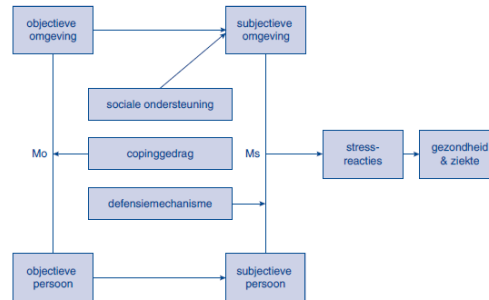 objectieve
omgeving
subjectieve
omgeving
sociale ondersteuning
Mo
copinggedrag
Ms
stress-
reacties
gezondheid
& ziekte
defensiemechanisme
objectieve
persoon
subjectieve
persoon